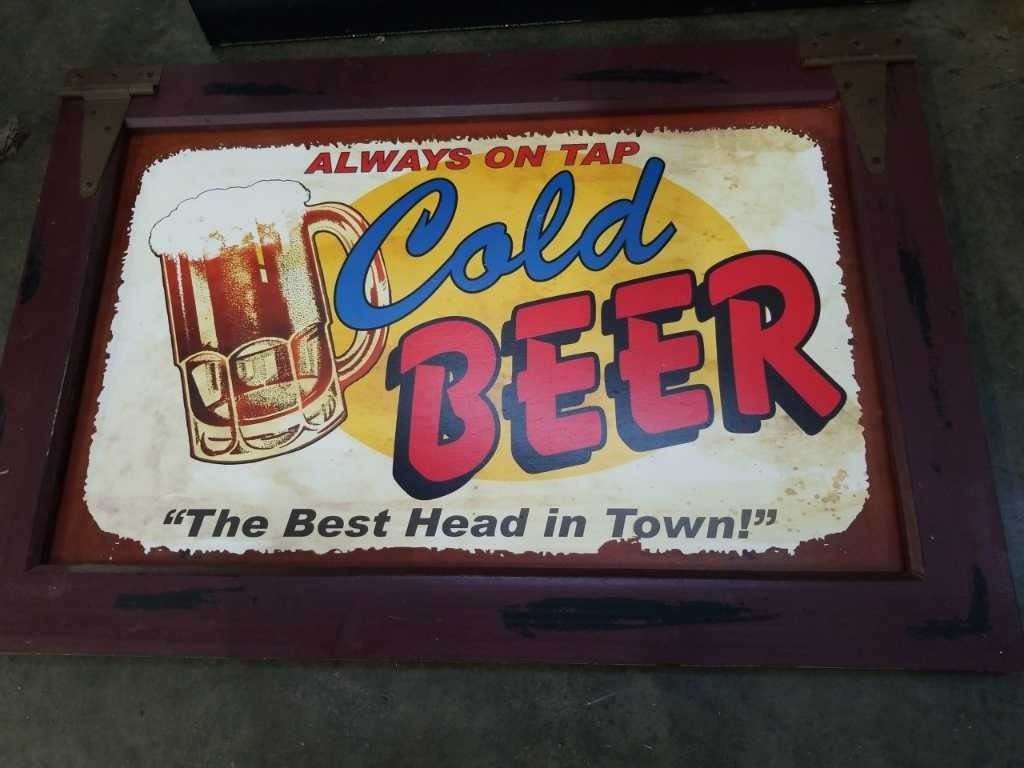 ALWAYS ON TAP
Cold
BEER
“The Best Head in Town!”